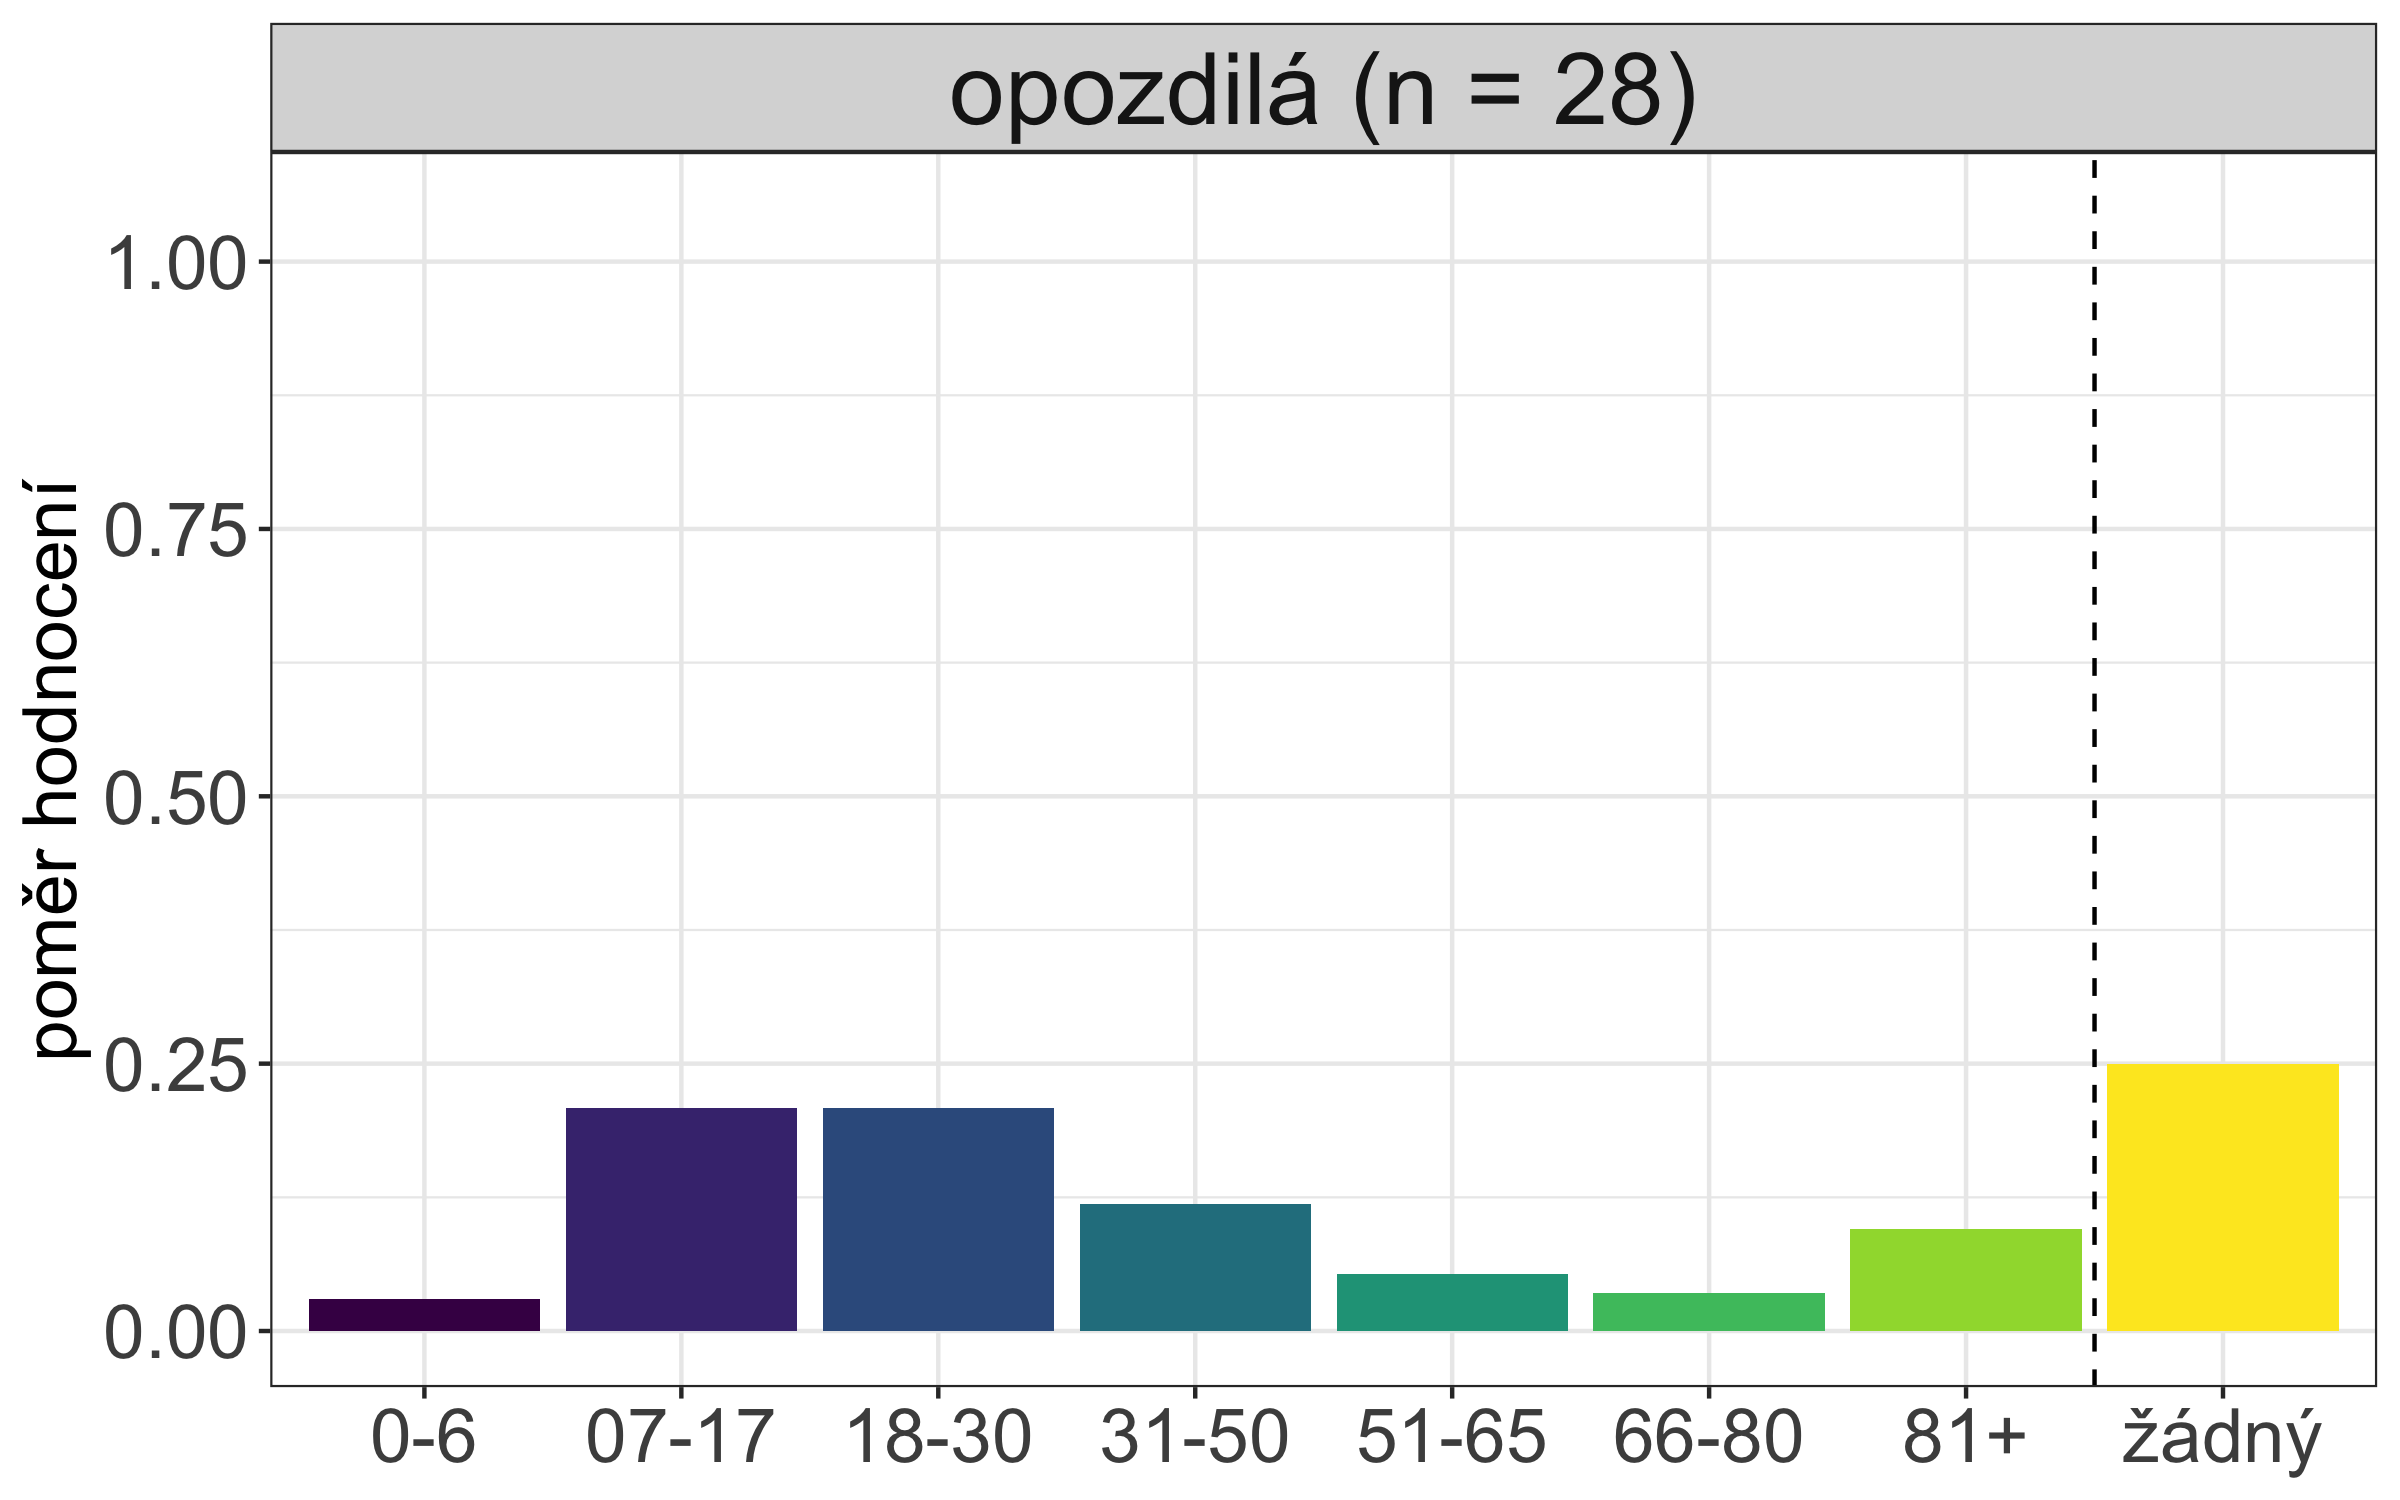 opozdilá (n = 28)
poměr hodnocení
1.00
0.75
0.50
0.25
0.00
0-6 07-17 18-30 31-50 51-65 66-80 81+ žádný